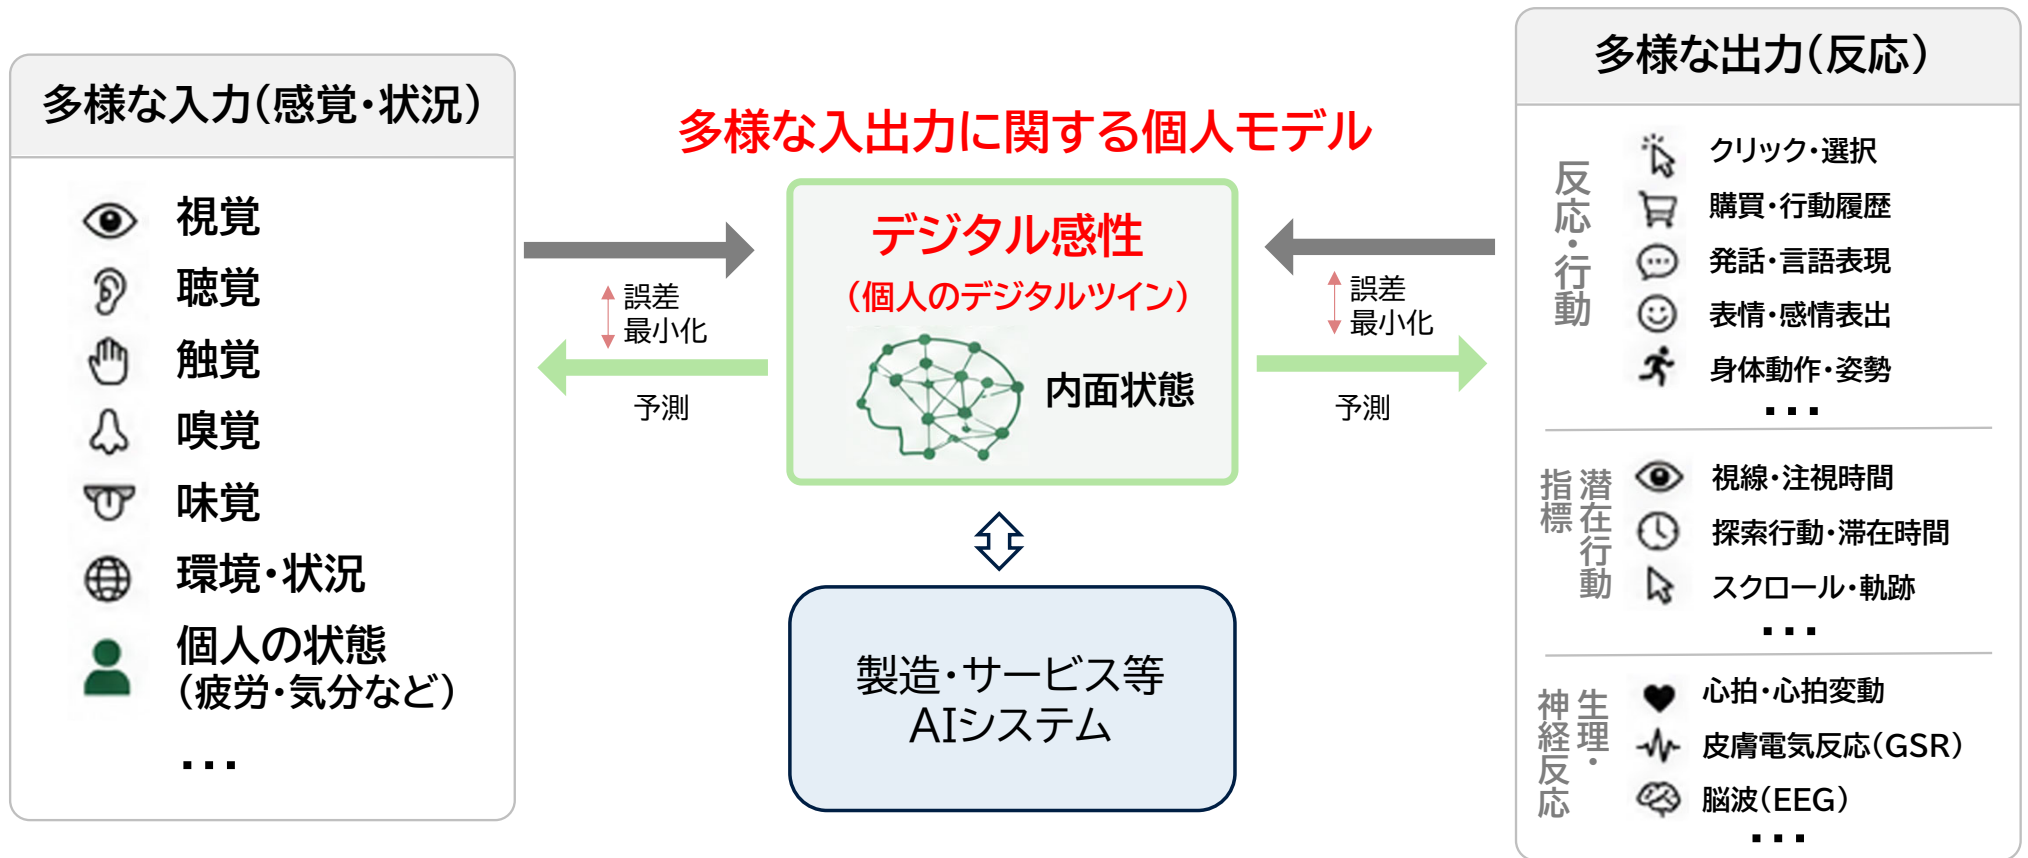 多様な入力(感覚・状況)
視覚
聴覚
触覚
嗅覚
味覚
環境・状況
個人の状態
(疲労・気分など)
...
多様な入出力に関する個人モデル
誤差
最小化
予測
デジタル感性
(個人のデジタルツイン)
内面状態
誤差
最小化
予測
製造・サービス等
AIシステム
多様な出力(反応)
反応・行動
クリック・選択
購買・行動履歴
発話・言語表現
表情・感情表出
身体動作・姿勢
...
潜在行動
指標
視線・注視時間
探索行動・滞在時間
スクロール・軌跡
...
生理・
神経反応
心拍・心拍変動
皮膚電気反応(GSR)
脳波(EEG)
...